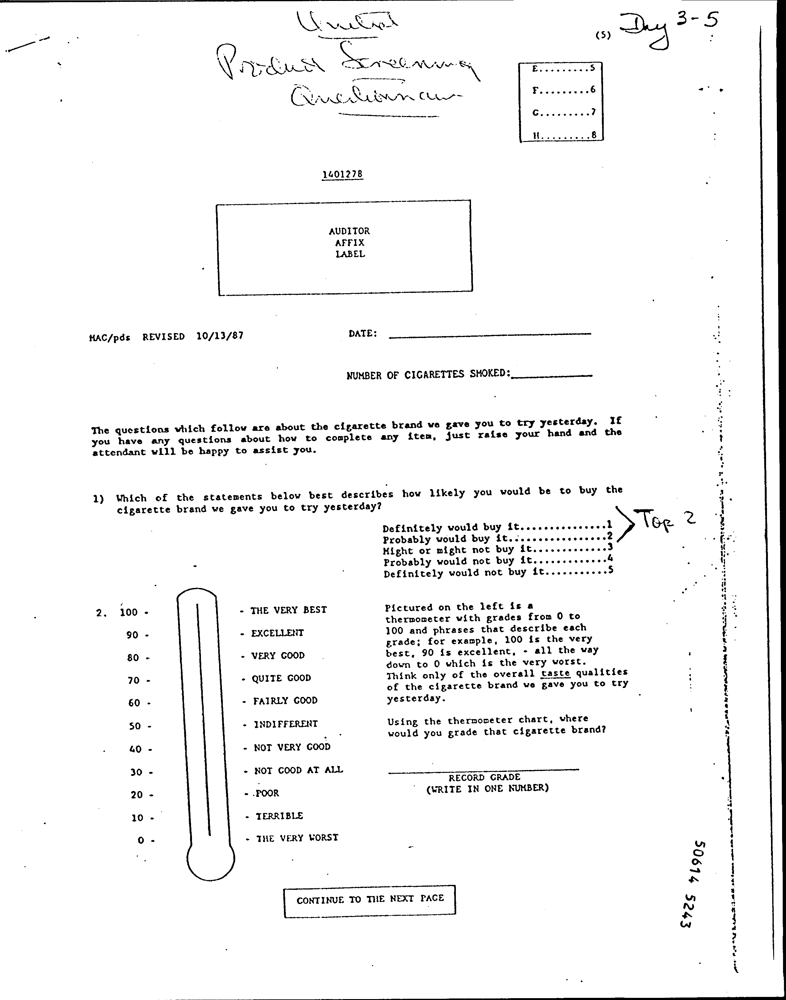 Product Screening
(5) Day 3-5
E.........5
F.........6
G.........7
H.........8
1401278
AUDITOR
AFFIX
LABEL
MAC/pds REVISED 10/13/87
DATE:
NUMBER OF CIGARETTES SMOKED:
The questions which follow are about the cigarette brand we gave you to try yesterday. If
you have any questions about how to complete any item, just raise your hand and the
attendant will be happy to assist you.
1) Which of the statements below best describes how likely you would be to buy the
cigarette brand we gave you to try yesterday?
Definitely would buy it...............1
Probably would buy it.................2
Might or might not buy it.............3
Probably would not buy it.............4
Definitely would not buy it...........5
Top 2
2. 100 - - THE VERY BEST
90 - - EXCELLENT
80 - - VERY GOOD
70 - - QUITE GOOD
60 - - FAIRLY GOOD
50 - - INDIFFERENT
40 - - NOT VERY GOOD
30 - - NOT GOOD AT ALL
20 - - POOR
10 - - TERRIBLE
0 - - THE VERY WORST
Pictured on the left is a
thermometer with grades from 0 to
100 and phrases that describe each
grade; for example, 100 is the very
best, 90 is excellent, - all the way
down to 0 which is the very worst.
Think only of the overall taste qualities
of the cigarette brand we gave you to try
yesterday.
Using the thermometer chart, where
would you grade that cigarette brand?
RECORD GRADE
(WRITE IN ONE NUMBER)
CONTINUE TO THE NEXT PAGE
50614 5243